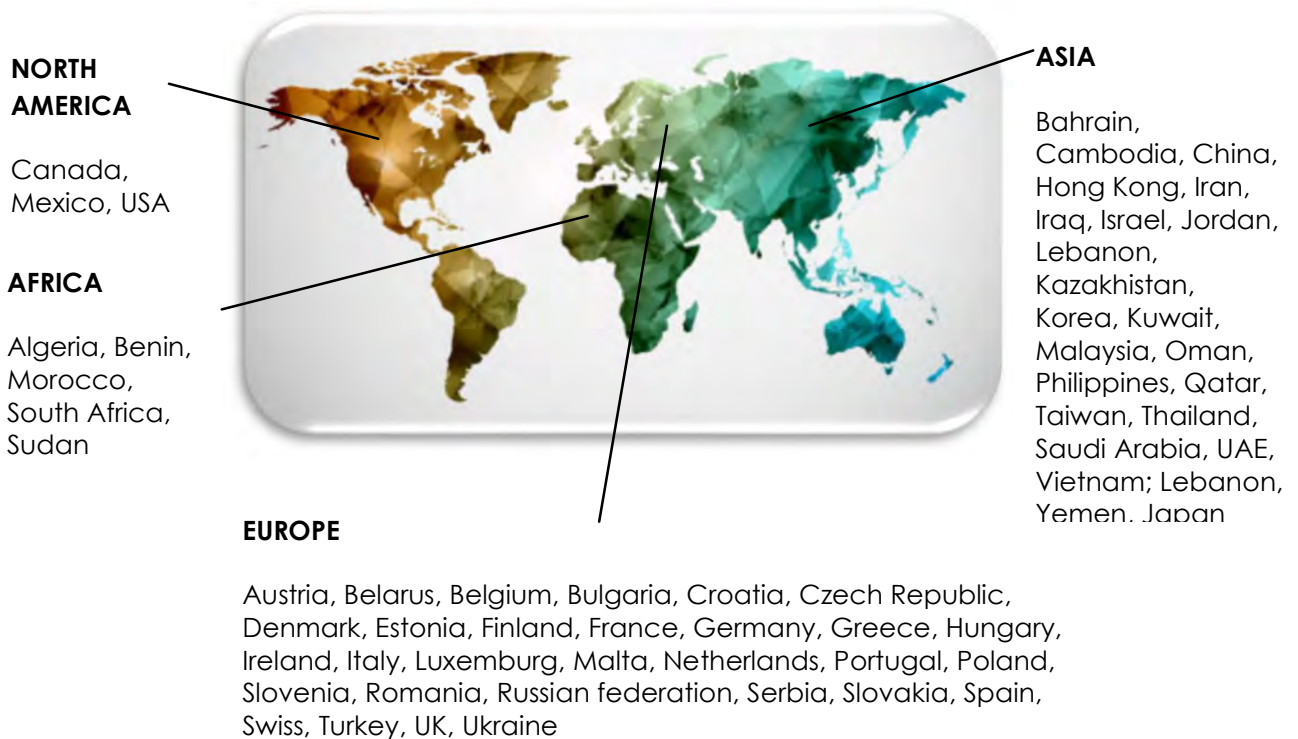 NORTH
AMERICA
Canada,
Mexico, USA
AFRICA
Algeria, Benin,
Morocco,
South Africa,
Sudan
ASIA
Bahrain,
Cambodia, China,
Hong Kong, Iran,
Iraq, Israel, Jordan,
Lebanon,
Kazakhistan,
Korea, Kuwait,
Malaysia, Oman,
Philippines, Qatar,
Taiwan, Thailand,
Saudi Arabia, UAE,
Vietnam; Lebanon,
Yemen, Japan
EUROPE
Austria, Belarus, Belgium, Bulgaria, Croatia, Czech Republic,
Denmark, Estonia, Finland, France, Germany, Greece, Hungary,
Ireland, Italy, Luxemburg, Malta, Netherlands, Portugal, Poland,
Slovenia, Romania, Russian federation, Serbia, Slovakia, Spain,
Swiss, Turkey, UK, Ukraine